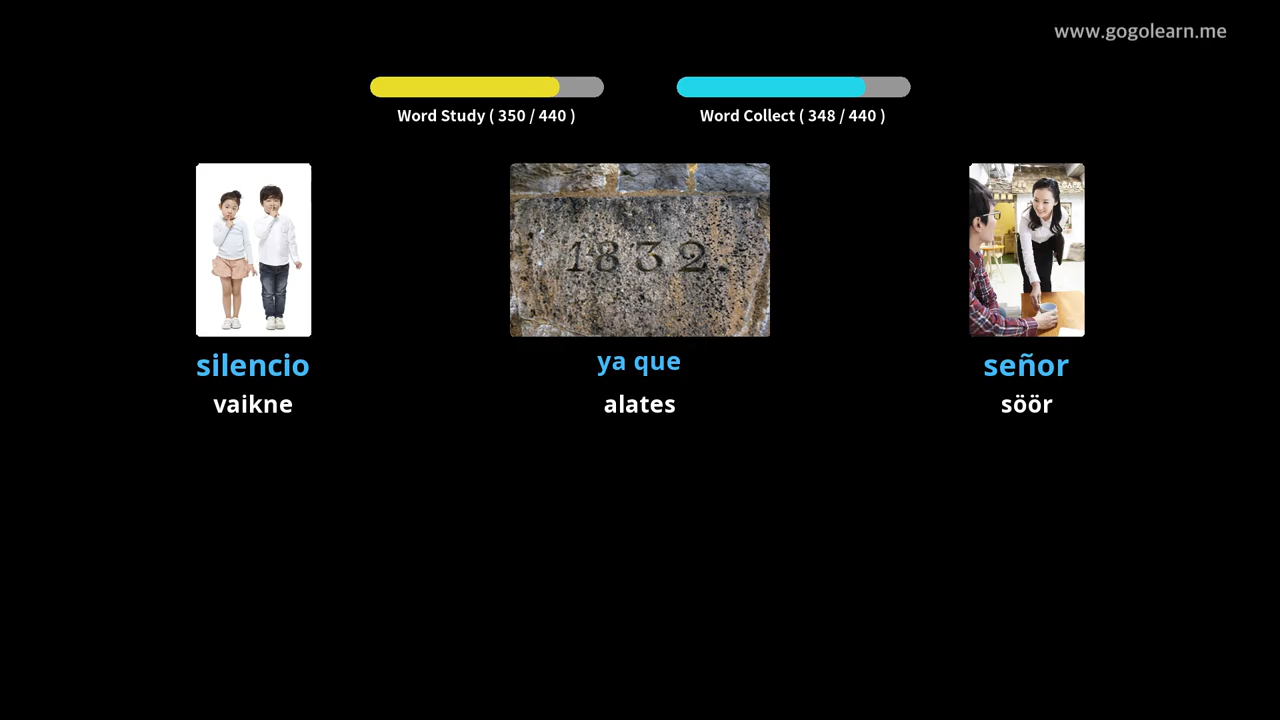 www.gogolearn.me
Word Study ( 350 / 440 )
Word Collect ( 348 / 440 )
1832.
silencio
vaikne
ya que
alates
señor
söör